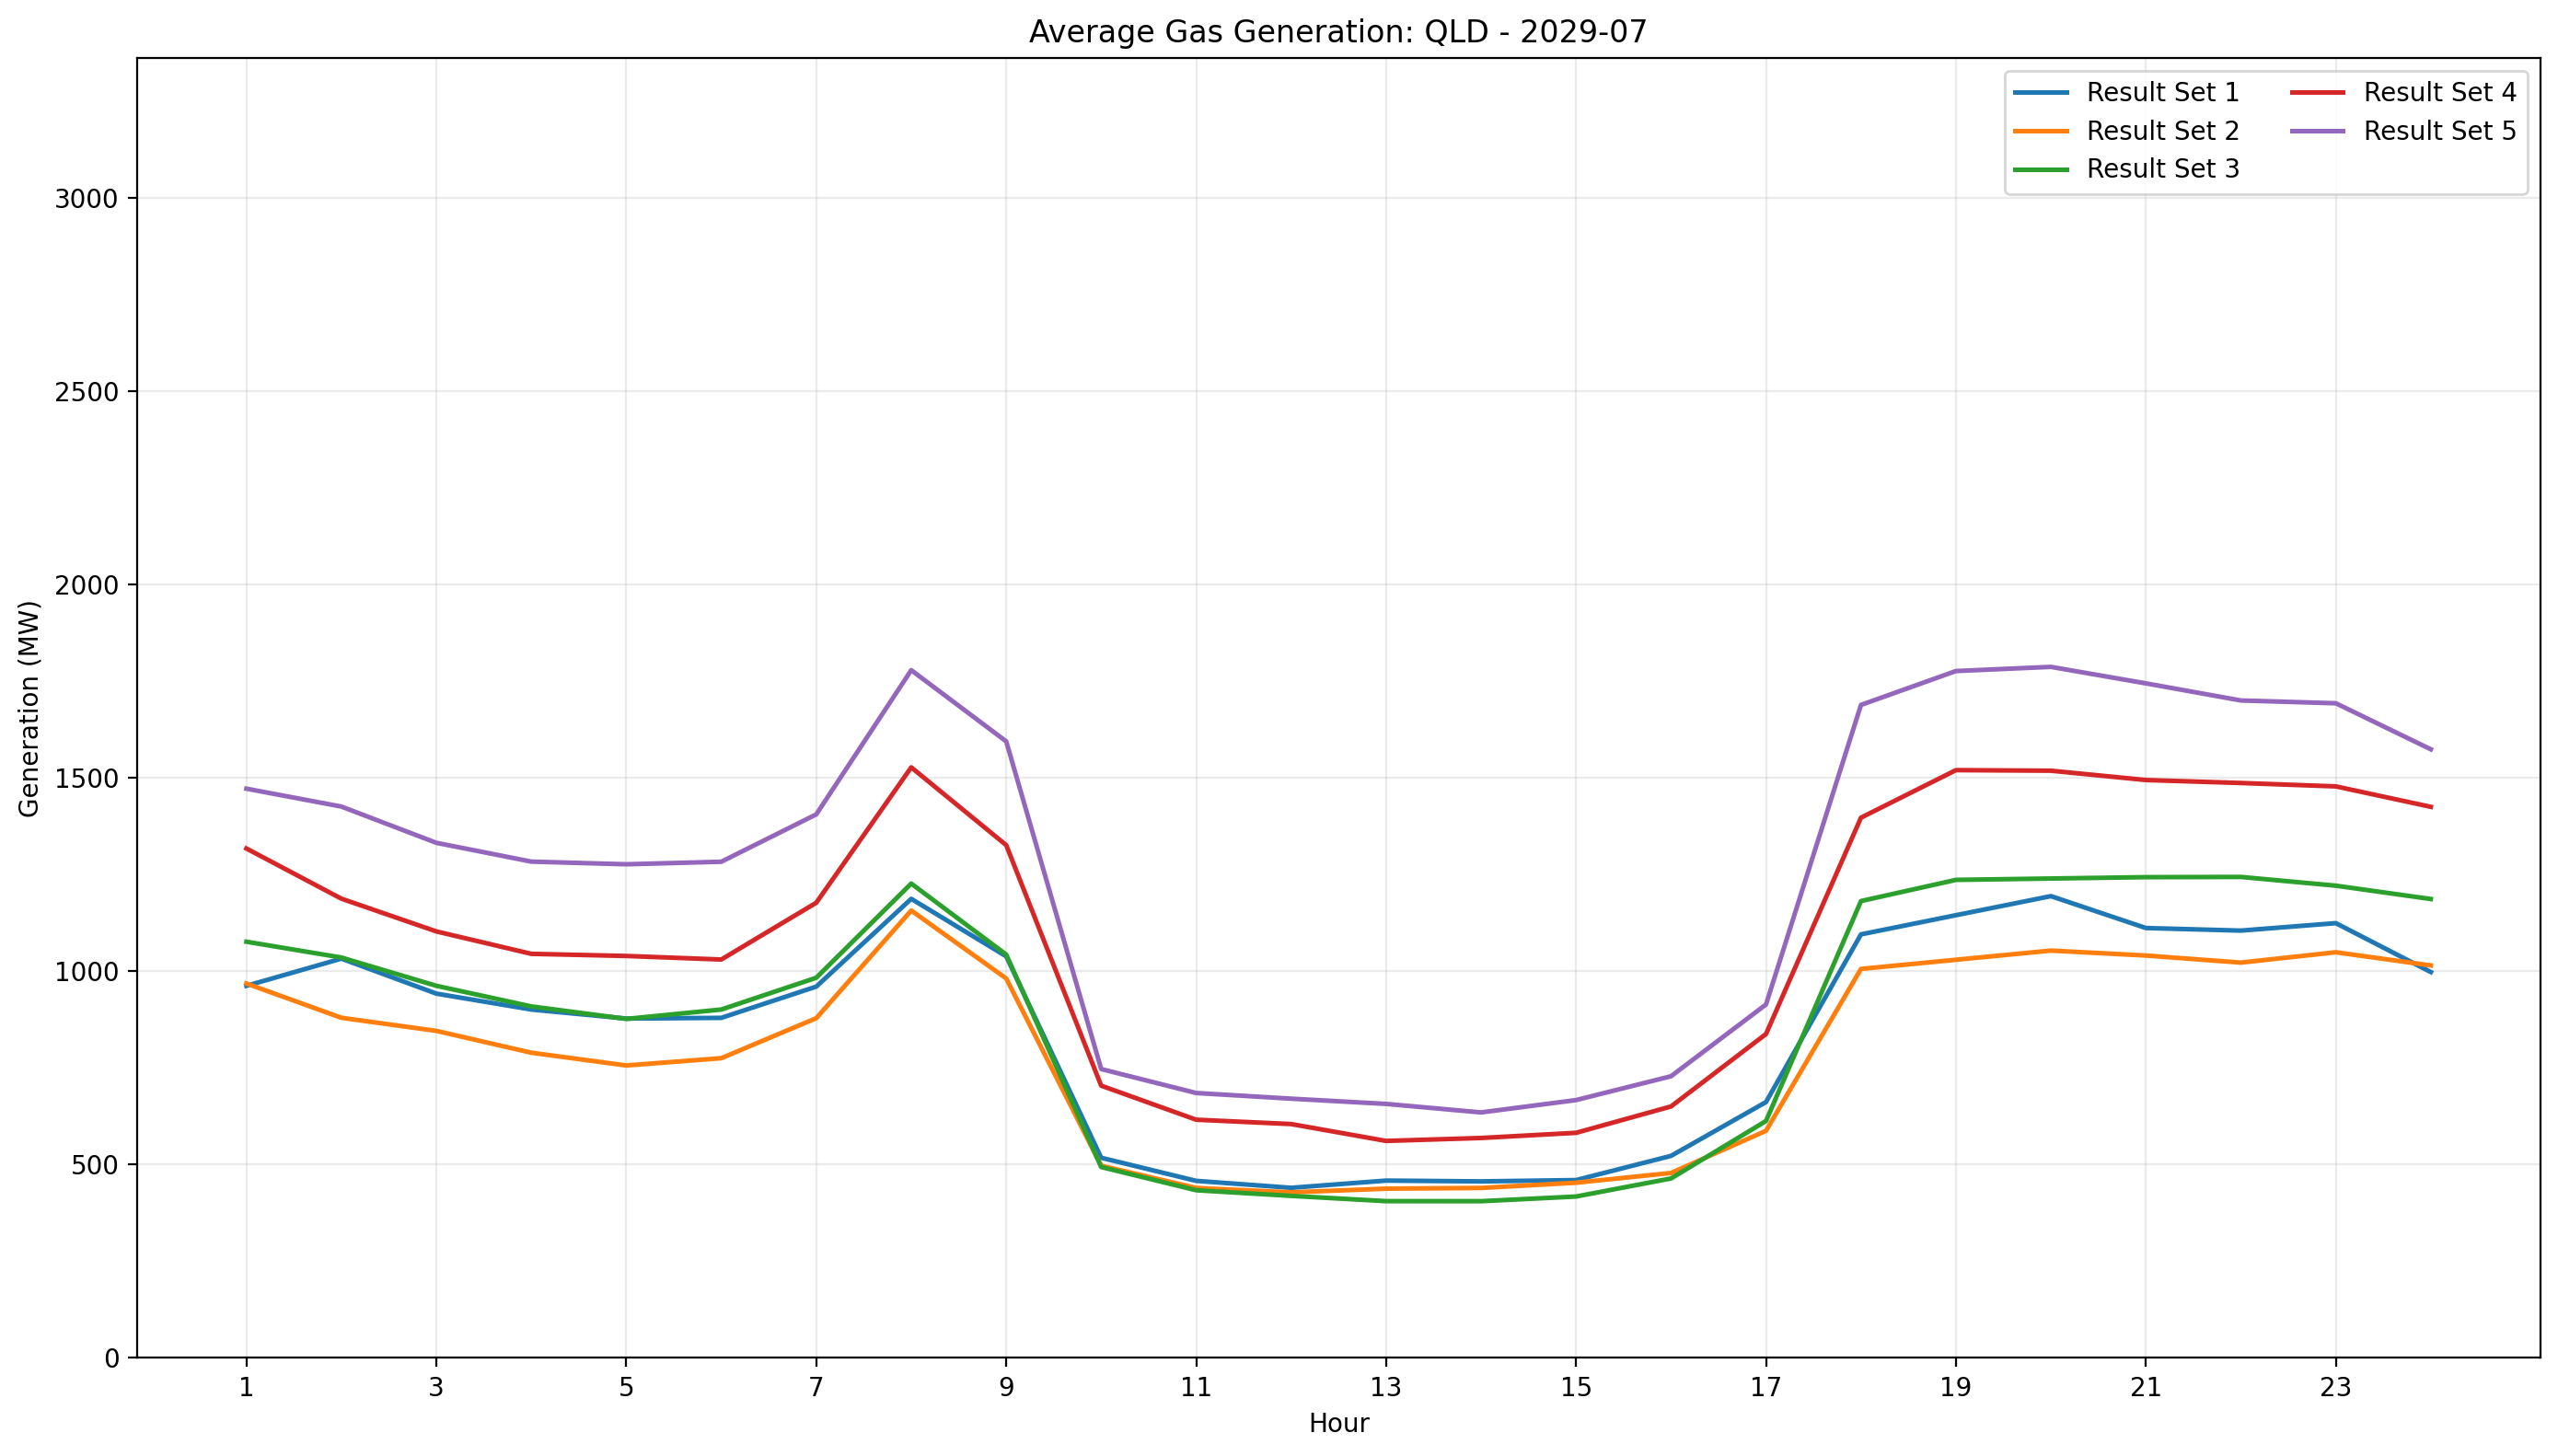 Average Gas Generation: QLD - 2029-07
Result Set 1
Result Set 2
Result Set 3
Result Set 4
Result Set 5
Generation (MW)
3000
2500
2000
1500
1000
500
0
1 3 5 7 9 11 13 15 17 19 21 23
Hour